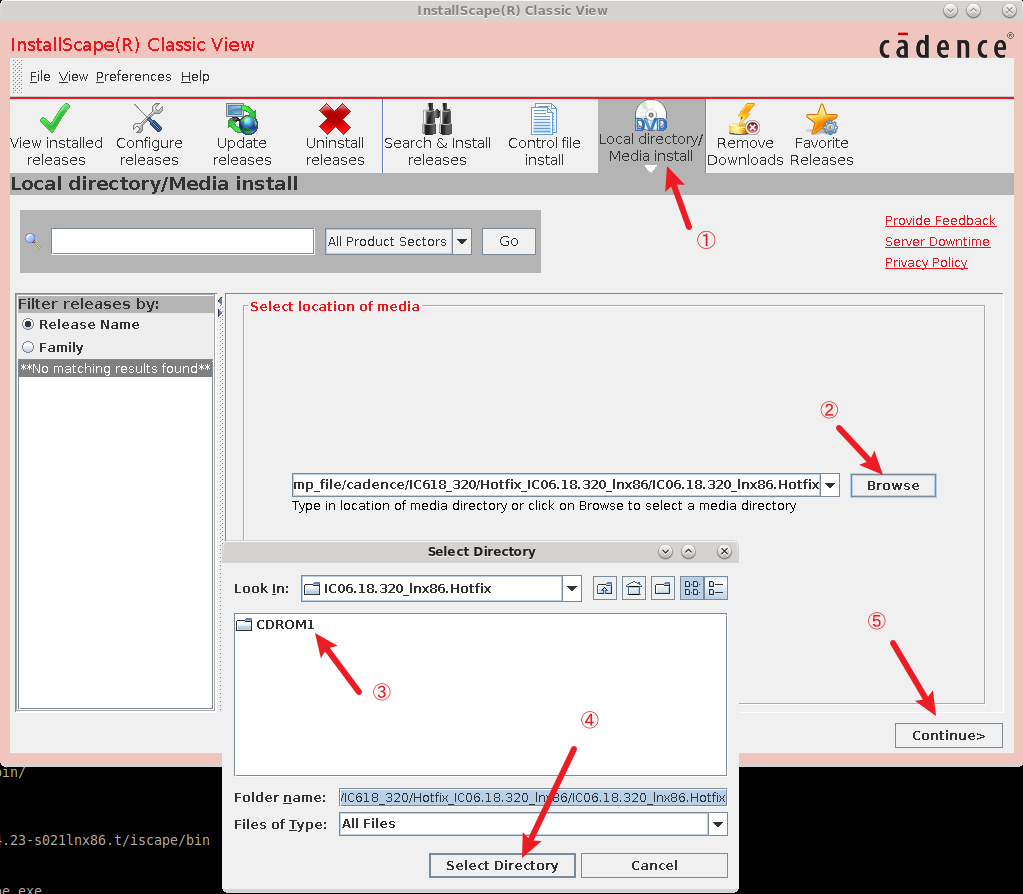 InstallScape(R) Classic View
InstallScape(R) Classic View
cādence®
File View Preferences Help
View installed releases
Configure releases
Update releases
Uninstall releases
Search & Install releases
Control file install
Local directory/ Media install
Remove Downloads
Favorite Releases
DVD
Local directory/Media install
①
All Product Sectors
Go
Provide Feedback
Server Downtime
Privacy Policy
Filter releases by:
Release Name
Family
**No matching results found**
Select location of media
②
mp_file/cadence/IC618_320/Hotfix_IC06.18.320_lnx86/IC06.18.320_lnx86.Hotfix
Browse
Type in location of media directory or click on Browse to select a media directory
Select Directory
Look In:
IC06.18.320_lnx86.Hotfix
CDROM1
③
④
⑤
Continue>
Folder name:
/IC618_320/Hotfix_IC06.18.320_lnx86/IC06.18.320_lnx86.Hotfix
Files of Type:
All Files
Select Directory
Cancel
in/
.23-s021lnx86.t/iscape/bin